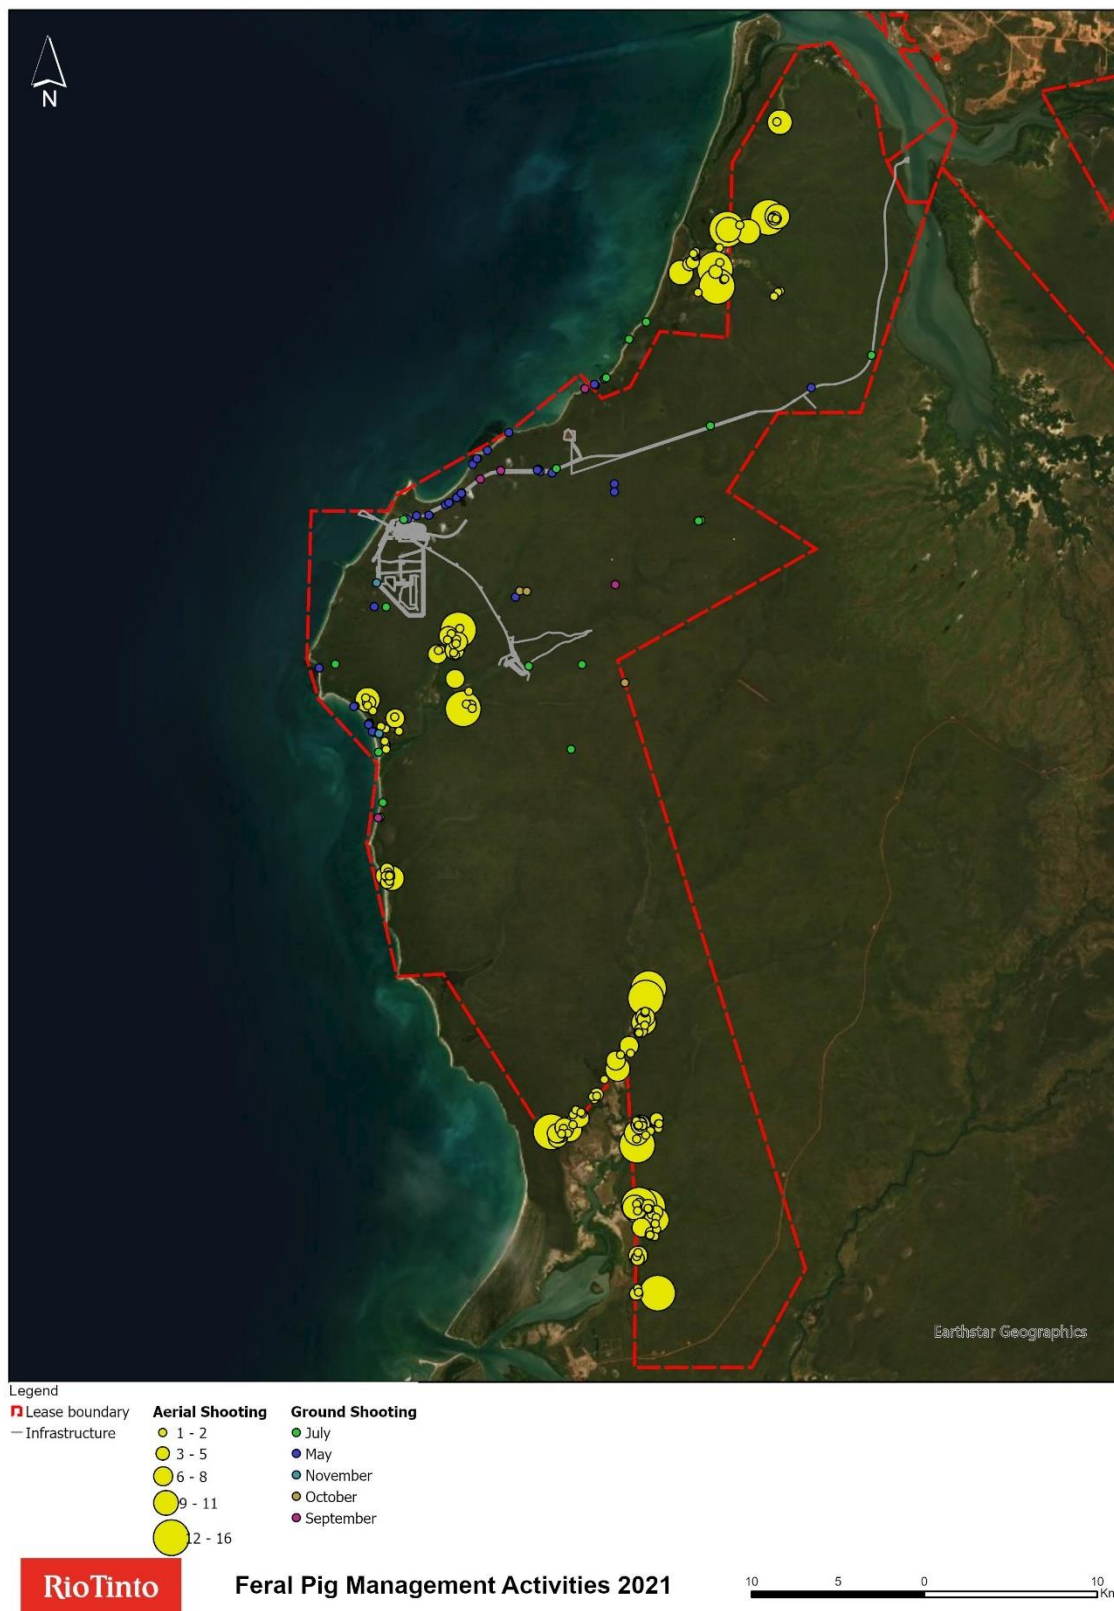 N
Earthstar Geographics
Legend
Lease boundary
Infrastructure
Aerial Shooting
1 - 2
3 - 5
6 - 8
9 - 11
12 - 16
Ground Shooting
July
May
November
October
September
RioTinto
Feral Pig Management Activities 2021
10 5 0 10
Km